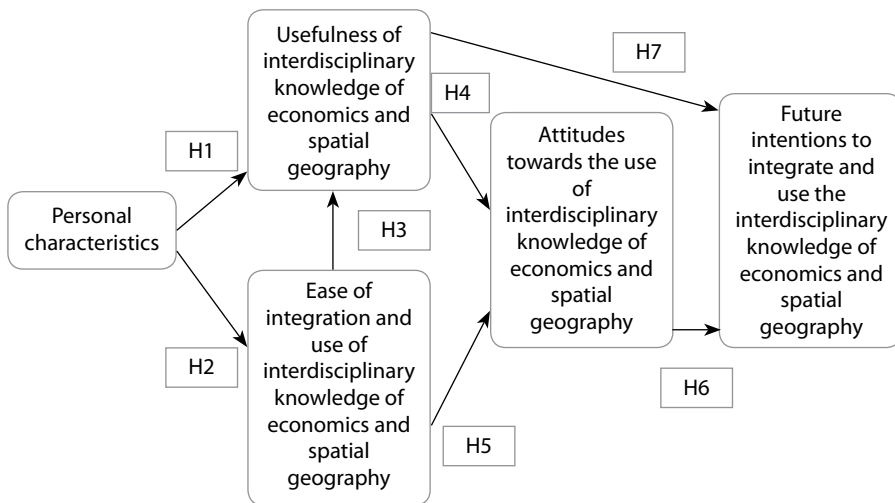 Usefulness of
interdisciplinary
knowledge of
economics and
spatial
geography
H7
H4
Future
intentions to
integrate and
use the
interdisciplinary
knowledge of
economics and
spatial
geography
Attitudes
towards the use
of
interdisciplinary
knowledge of
economics and
spatial
geography
H1
Personal
characteristics
H3
Ease of
integration and
use of
interdisciplinary
knowledge of
economics and
spatial
geography
H2
H6
H5